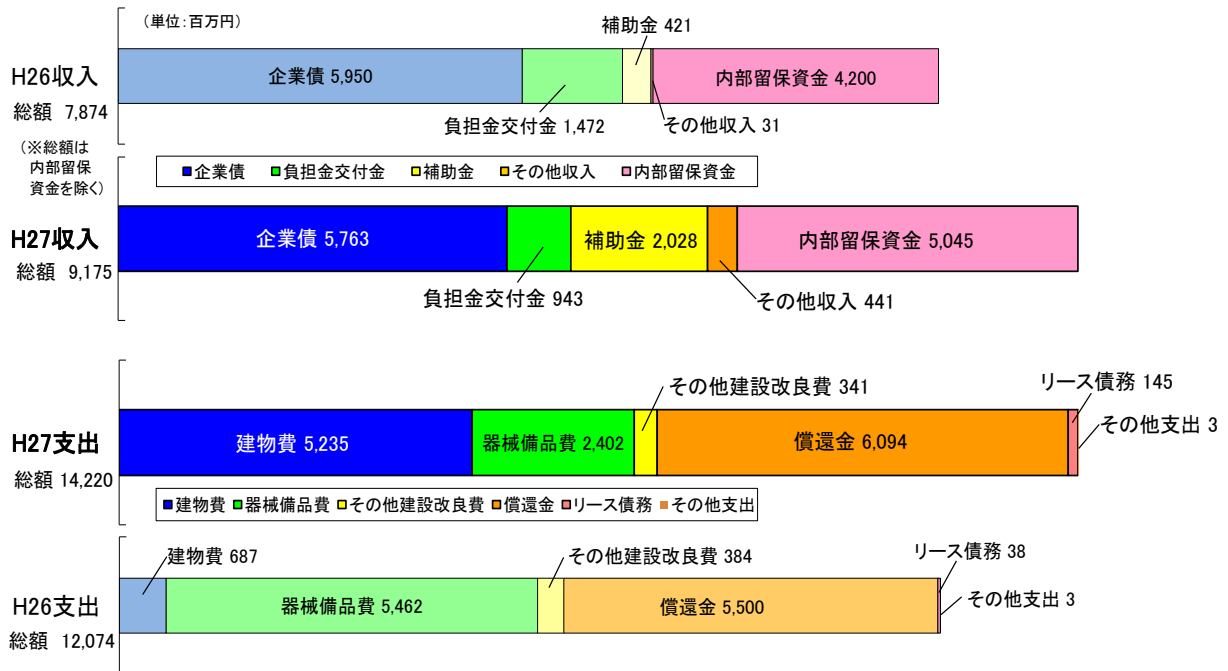 （単位：百万円）
補助金 421
H26収入
総額 7,874
（※総額は
内部留保
資金を除く）
企業債 5,950
内部留保資金 4,200
負担金交付金 1,472
その他収入 31
■企業債 ■負担金交付金 ■補助金 ■その他収入 ■内部留保資金
H27収入
総額 9,175
企業債 5,763
補助金 2,028
内部留保資金 5,045
負担金交付金 943
その他収入 441
その他建設改良費 341
リース債務 145
H27支出
総額 14,220
建物費 5,235
器械備品費 2,402
償還金 6,094
その他支出 3
■建物費 ■器械備品費 ■その他建設改良費 ■償還金 ■リース債務 ■その他支出
建物費 687
その他建設改良費 384
リース債務 38
H26支出
総額 12,074
器械備品費 5,462
償還金 5,500
その他支出 3